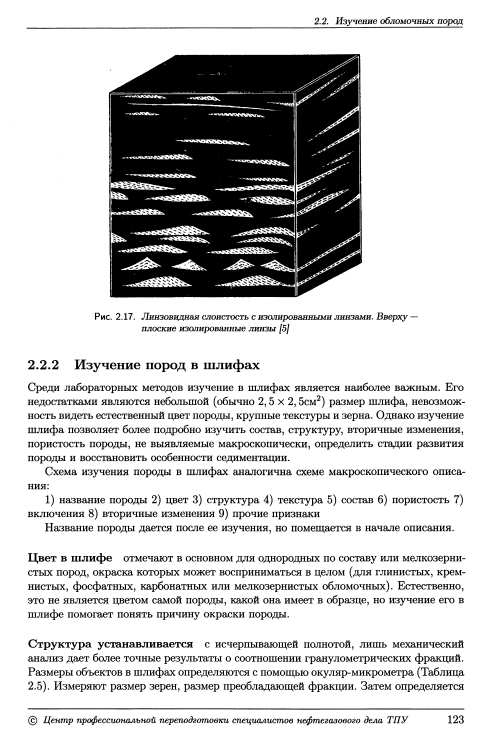 2.2. Изучение обломочных пород
Рис. 2.17. Линзовидная слоистость с изолированными линзами. Вверху —
плоские изолированные линзы [5]
2.2.2 Изучение пород в шлифах
Среди лабораторных методов изучение в шлифах является наиболее важным. Его
недостатками являются небольшой (обычно 2, 5 × 2, 5см²) размер шлифа, невозмож-
ность видеть естественный цвет породы, крупные текстуры и зерна. Однако изучение
шлифа позволяет более подробно изучить состав, структуру, вторичные изменения,
пористость породы, не выявляемые макроскопически, определить стадии развития
породы и восстановить особенности седиментации.
Схема изучения породы в шлифах аналогична схеме макроскопического описа-
ния:
1) название породы 2) цвет 3) структура 4) текстура 5) состав 6) пористость 7)
включения 8) вторичные изменения 9) прочие признаки
Название породы дается после ее изучения, но помещается в начале описания.
Цвет в шлифе отмечают в основном для однородных по составу или мелкозерни-
стых пород, окраска которых может восприниматься в целом (для глинистых, крем-
нистых, фосфатных, карбонатных или мелкозернистых обломочных). Естественно,
это не является цветом самой породы, какой она имеет в образце, но изучение его в
шлифе помогает понять причину окраски породы.
Структура устанавливается с исчерпывающей полнотой, лишь механический
анализ дает более точные результаты о соотношении гранулометрических фракций.
Размеры объектов в шлифах определяются с помощью окуляр-микрометра (Таблица
2.5). Измеряют размер зерен, размер преобладающей фракции. Затем определяется
© Центр профессиональной переподготовки специалистов нефтегазового дела ТПУ 123